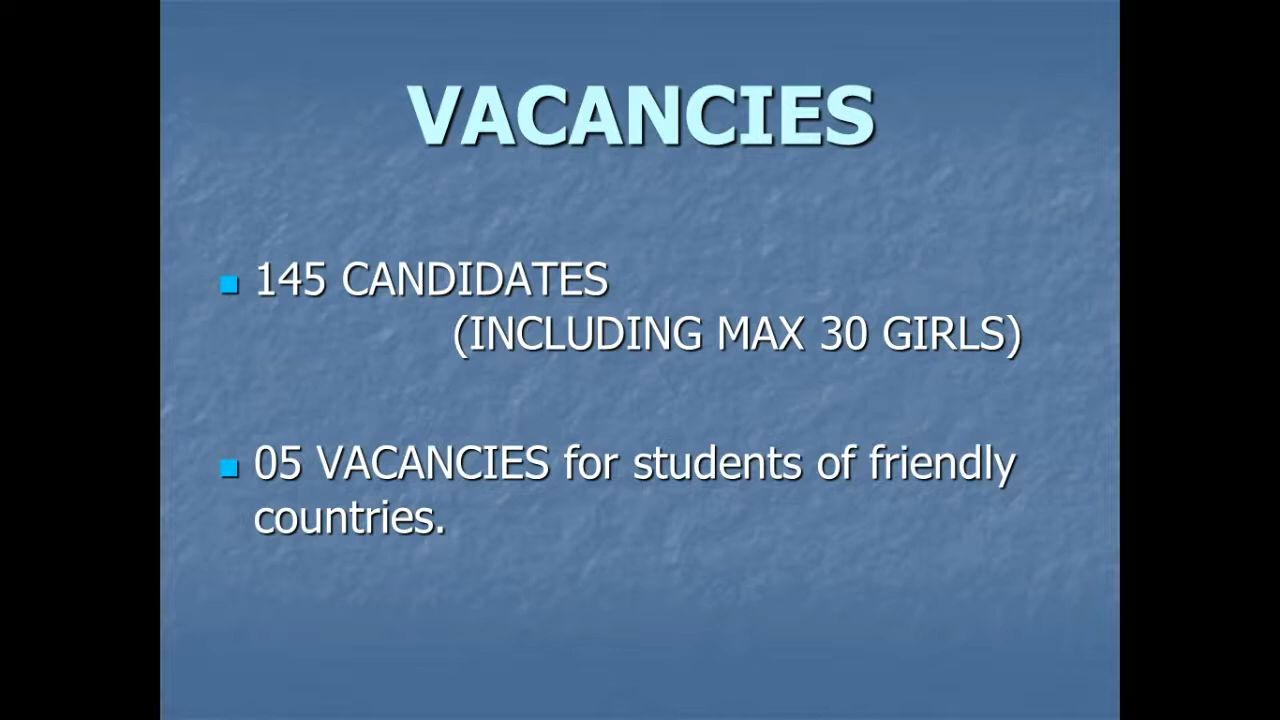 VACANCIES
145 CANDIDATES
(INCLUDING MAX 30 GIRLS)
05 VACANCIES for students of friendly
countries.